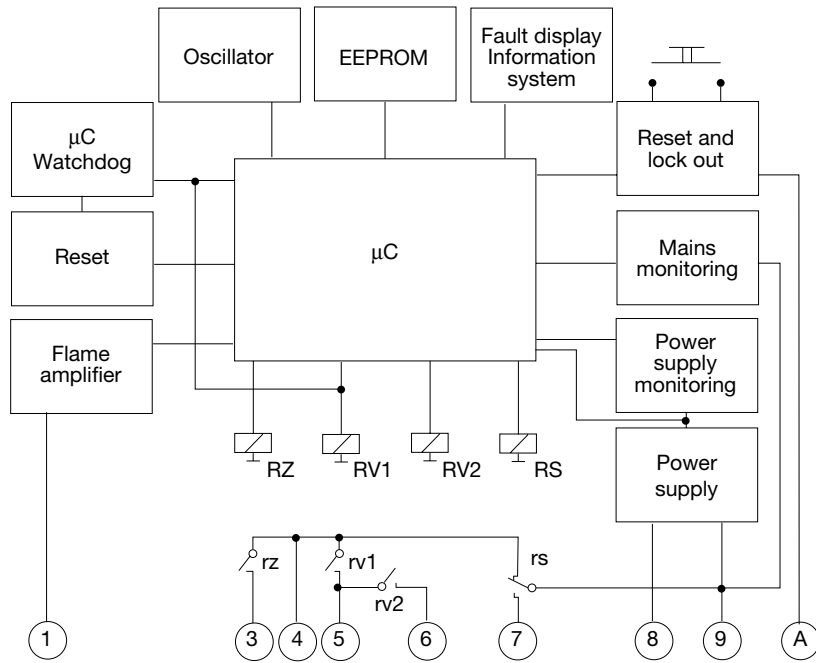 Oscillator
EEPROM
Fault display
Information
system
μC
Watchdog
Reset and
lock out
Reset
μC
Mains
monitoring
Flame
amplifier
Power
supply
monitoring
RZ
RV1
RV2
RS
Power
supply
rz
rv1
rv2
rs
1
3
4
5
6
7
8
9
A